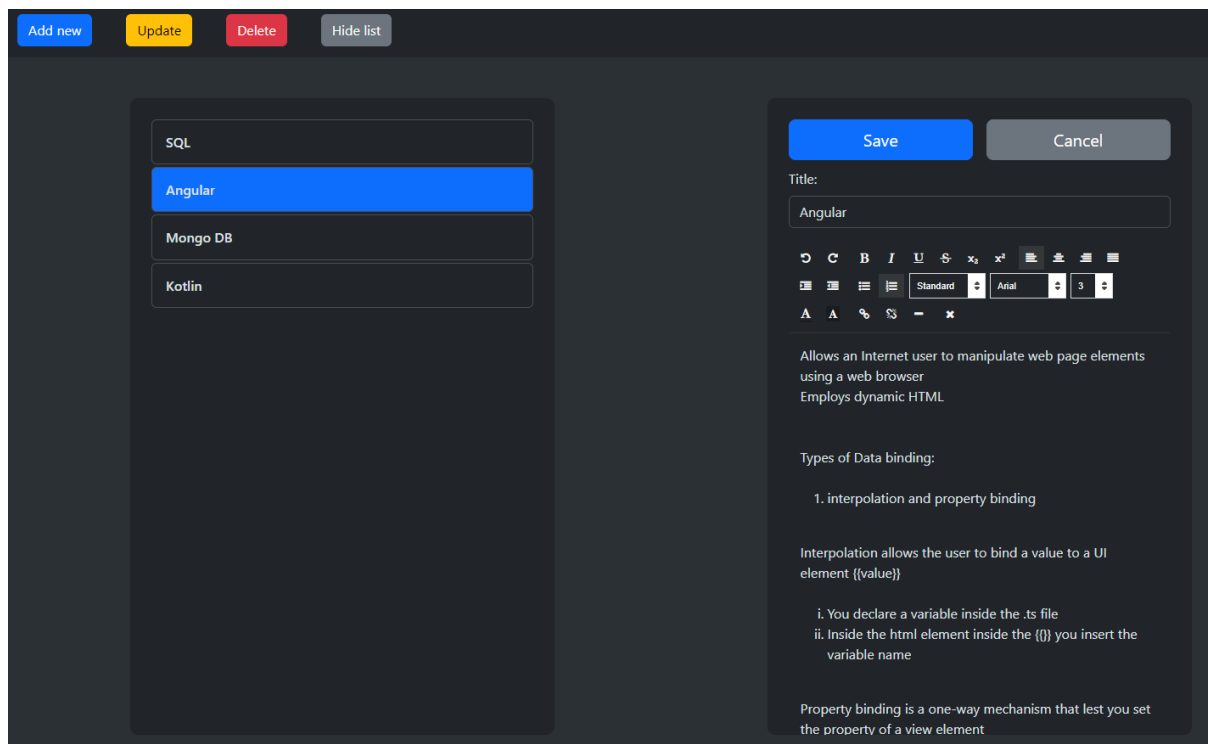 Add new Update Delete Hide list
SQL
Angular
Mongo DB
Kotlin
Save Cancel
Title:
Angular
B I U S x₂ x²
Standard Arial 3
A A
Allows an Internet user to manipulate web page elements
using a web browser
Employs dynamic HTML
Types of Data binding:
1. interpolation and property binding
Interpolation allows the user to bind a value to a UI
element {{value}}
i. You declare a variable inside the .ts file
ii. Inside the html element inside the {{}} you insert the
variable name
Property binding is a one-way mechanism that lest you set
the property of a view element